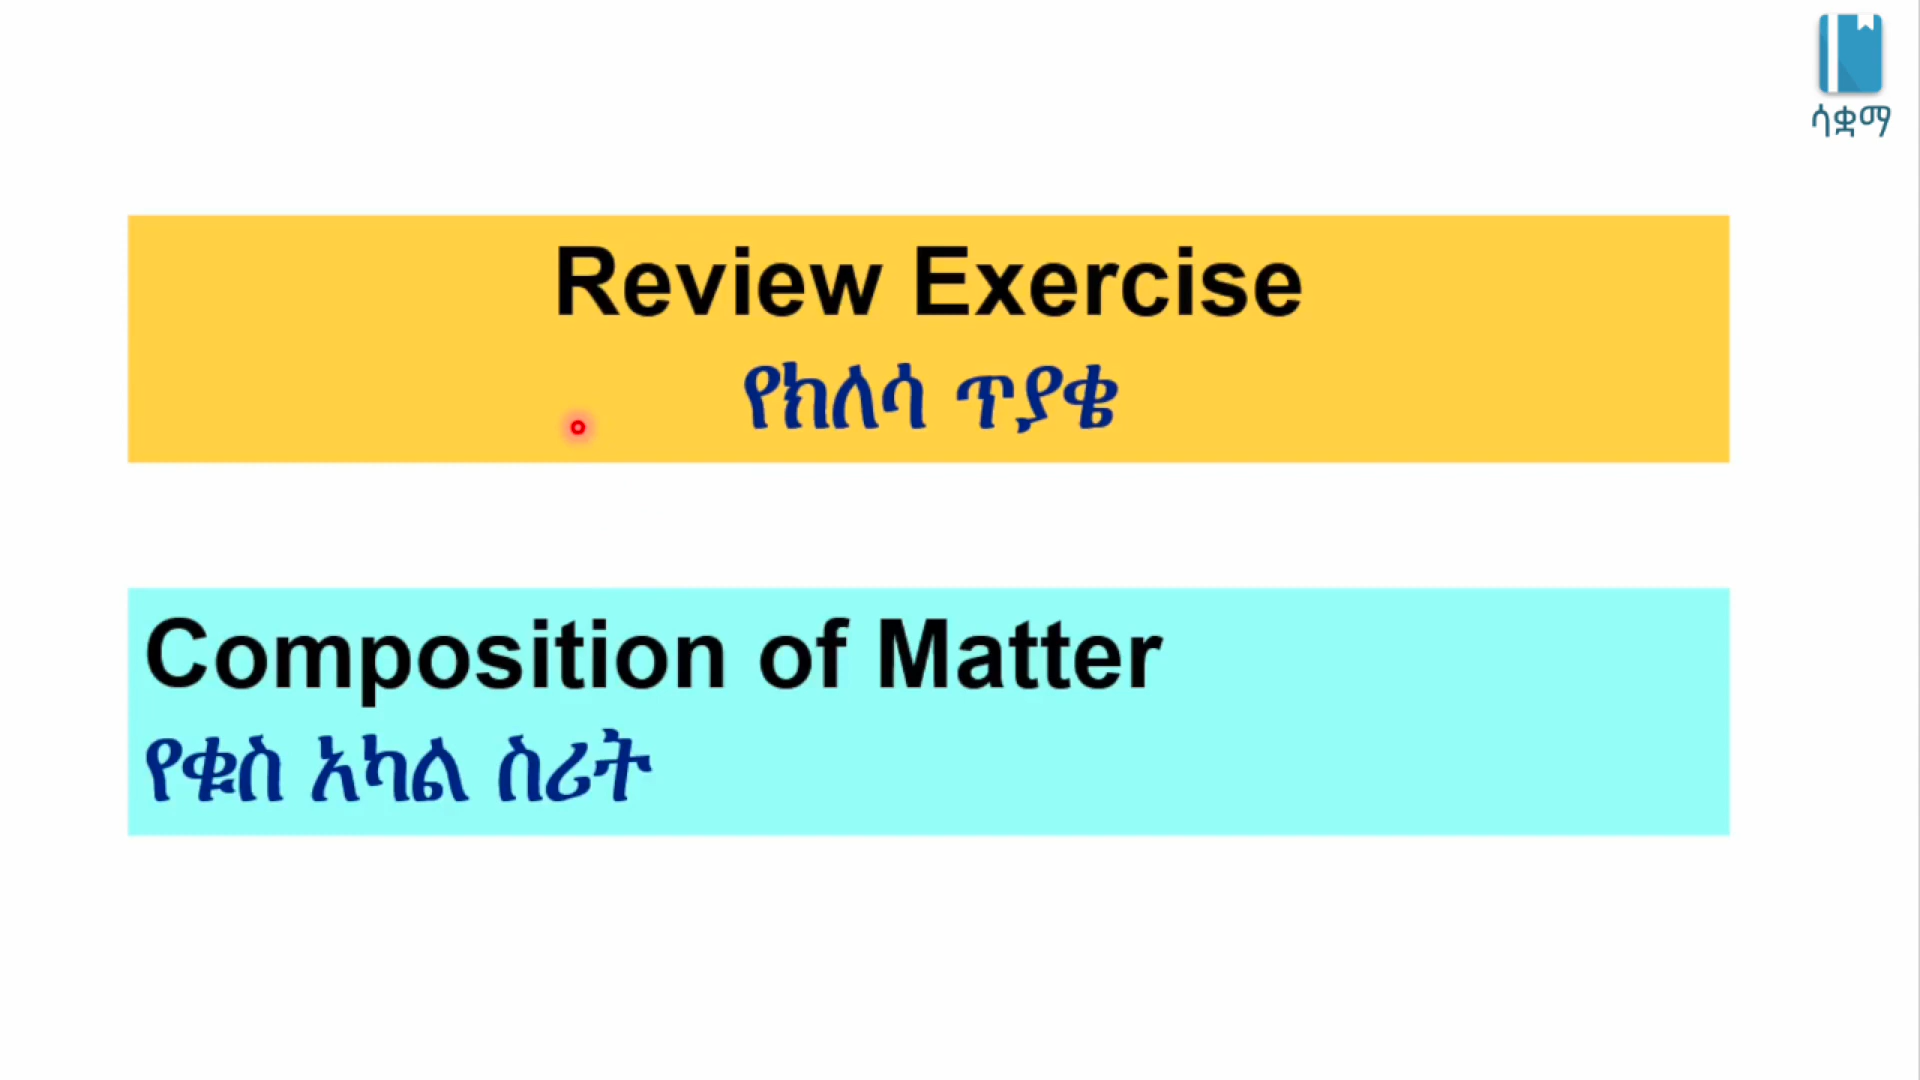 ሳቋማ
Review Exercise
የክለሳ ጥያቄ
Composition of Matter
የቁስ አካል ስሪት